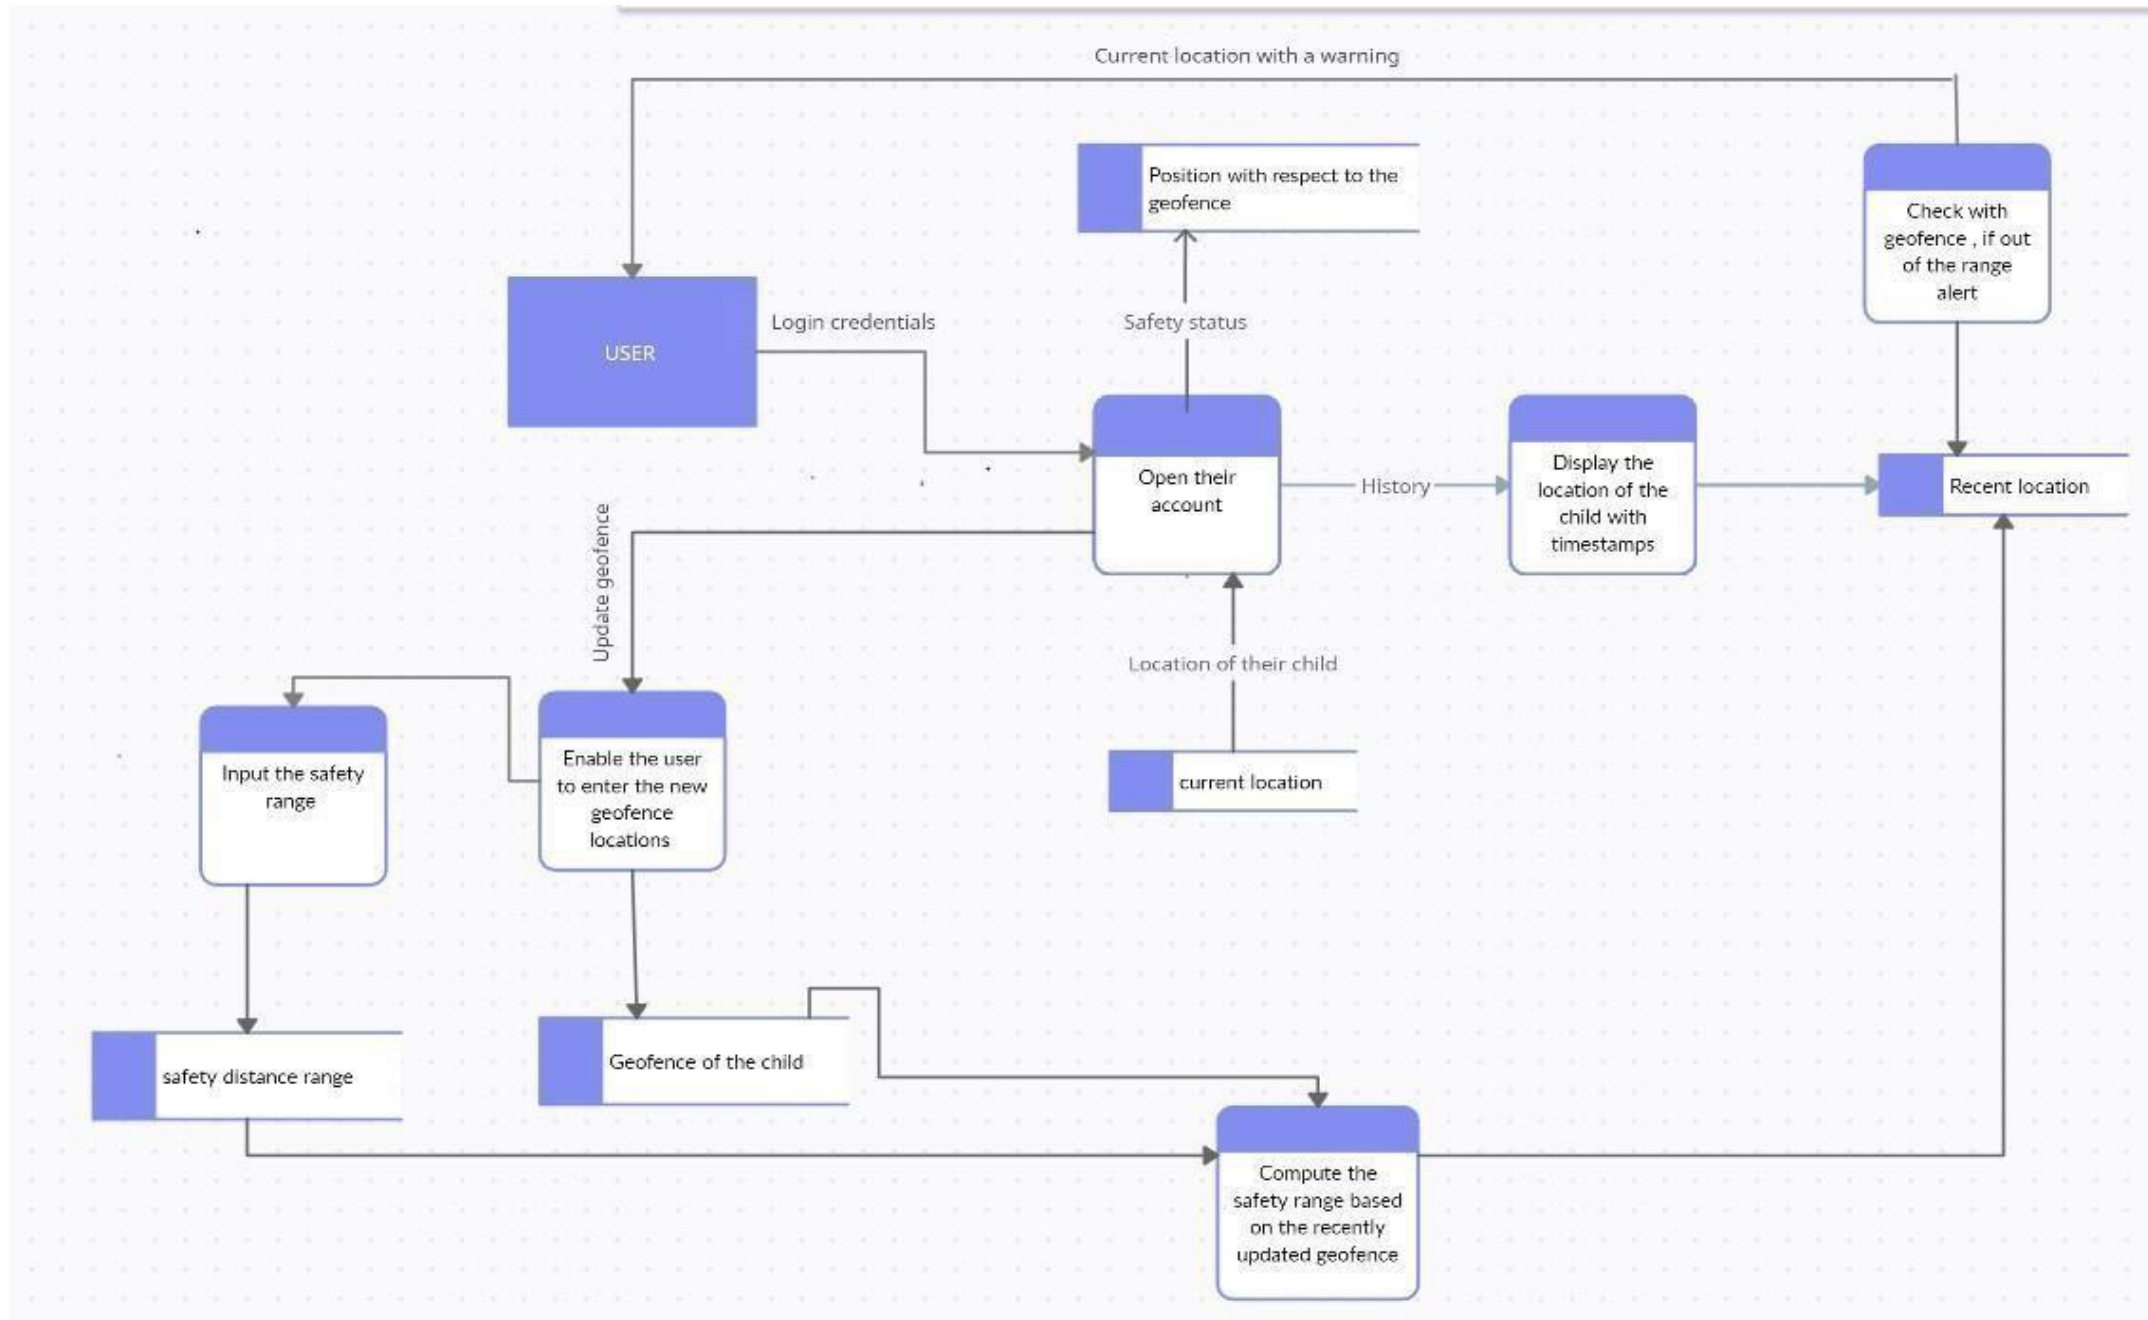 Current location with a warning
Position with respect to the
geofence
Check with
geofence , if out
of the range
alert
Login credentials
USER
Safety status
Open their
account
History
Display the
location of the
child with
timestamps
Recent location
Update geofence
Location of their child
current location
Input the safety
range
Enable the user
to enter the new
geofence
locations
safety distance range
Geofence of the child
Compute the
safety range based
on the recently
updated geofence